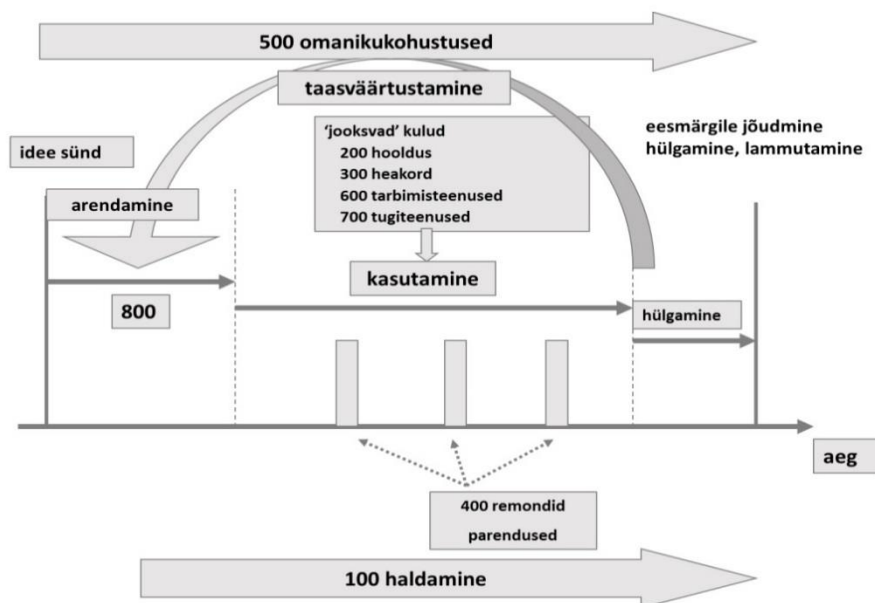 500 omanikukohustused
taasväärtustamine
'jooksvad' kulud
200 hooldus
300 heakord
600 tarbimisteenused
700 tugiteenused
eesmärgile jõudmine
hülgamine, lammutamine
idee sünd
arendamine
kasutamine
800
hülgamine
aeg
400 remondid
parendused
100 haldamine